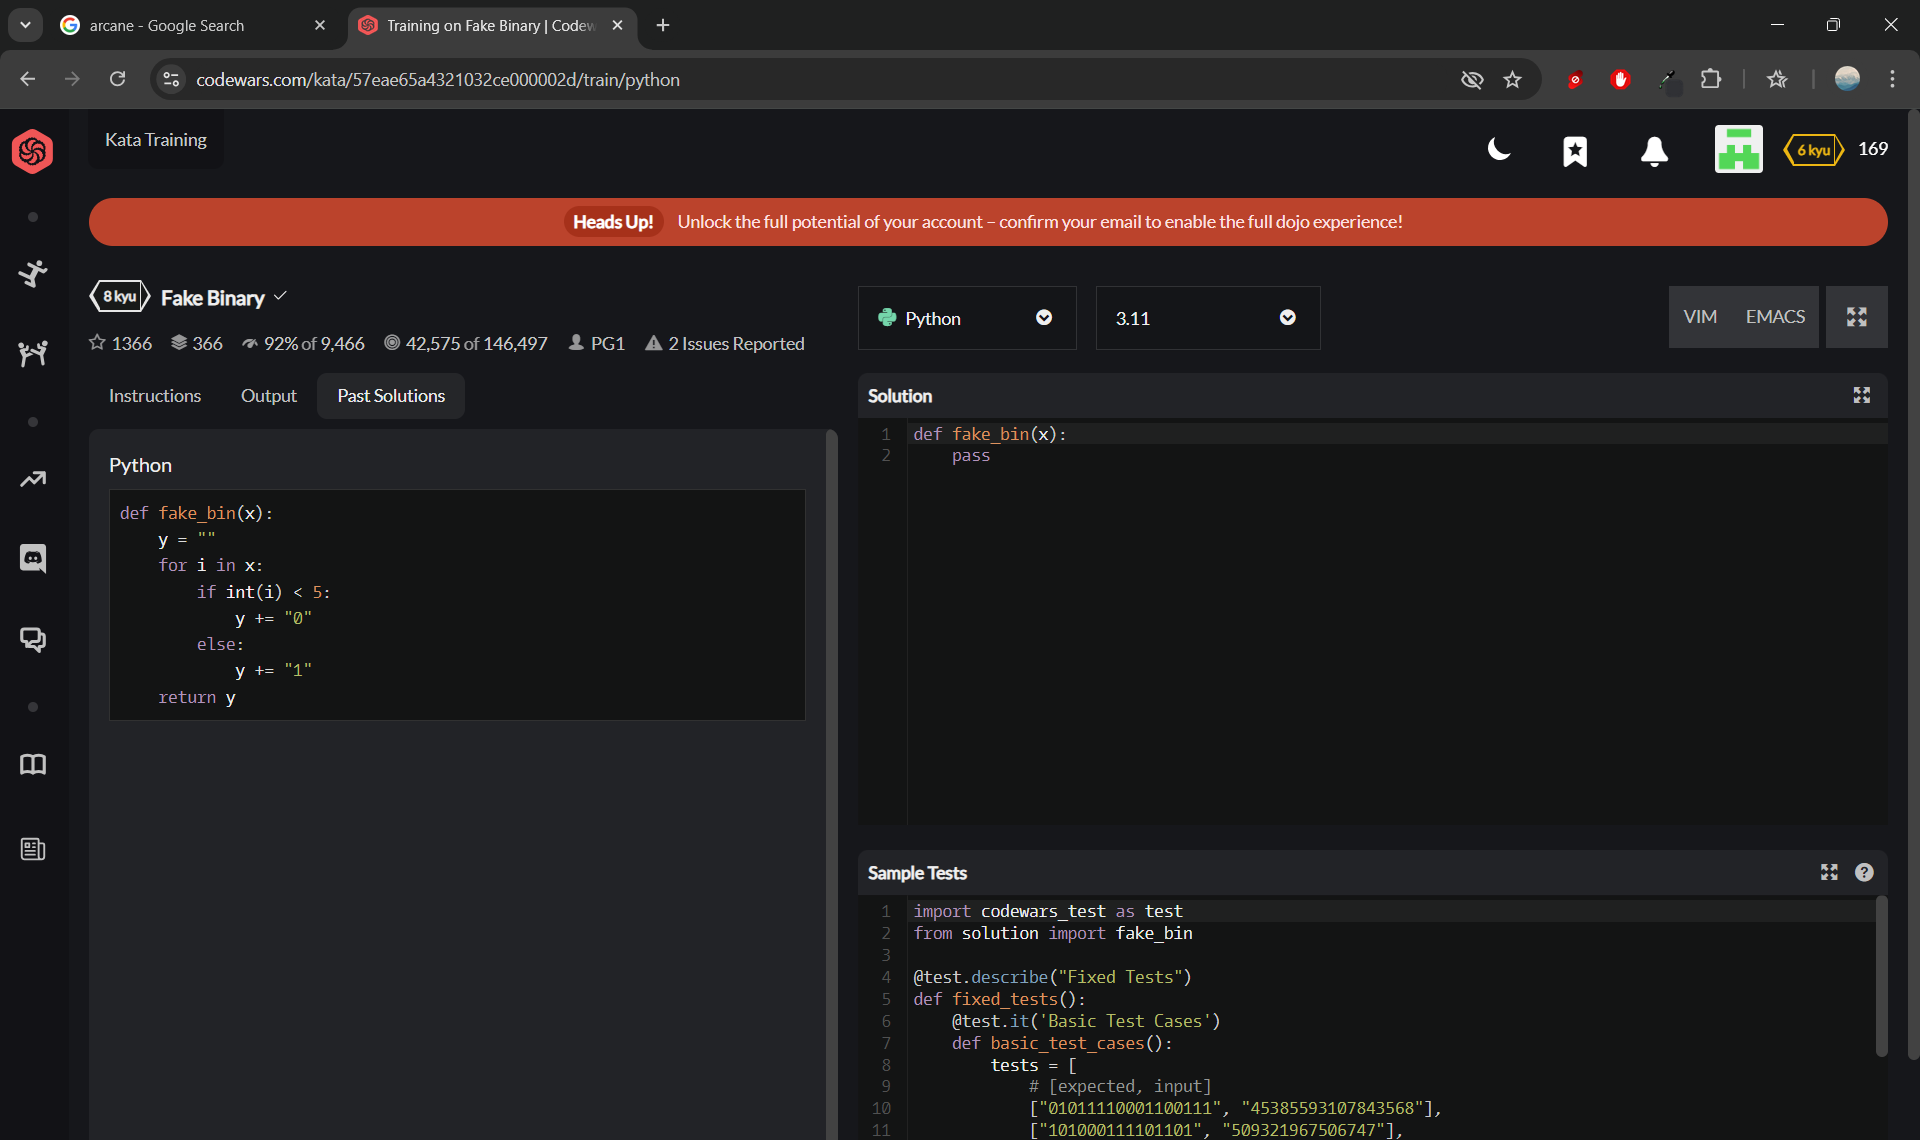 arcane - Google Search
Training on Fake Binary | Codew
codewars.com/kata/57eae65a4321032ce000002d/train/python
Kata Training
6 kyu
169
Heads Up! Unlock the full potential of your account – confirm your email to enable the full dojo experience!
8 kyu
Fake Binary
1366
366
92% of 9,466
42,575 of 146,497
PG1
2 Issues Reported
Python
3.11
VIM
EMACS
Instructions
Output
Past Solutions
Python
def fake_bin(x):
    y = ""
    for i in x:
        if int(i) < 5:
            y += "0"
        else:
            y += "1"
    return y
Solution
1 def fake_bin(x):
2     pass
Sample Tests
1 import codewars_test as test
2 from solution import fake_bin
3
4 @test.describe("Fixed Tests")
5 def fixed_tests():
6     @test.it('Basic Test Cases')
7     def basic_test_cases():
8         tests = [
9             # [expected, input]
10             ["01011110001100111", "45385593107843568"],
11             ["101000111101101", "509321967506747"],